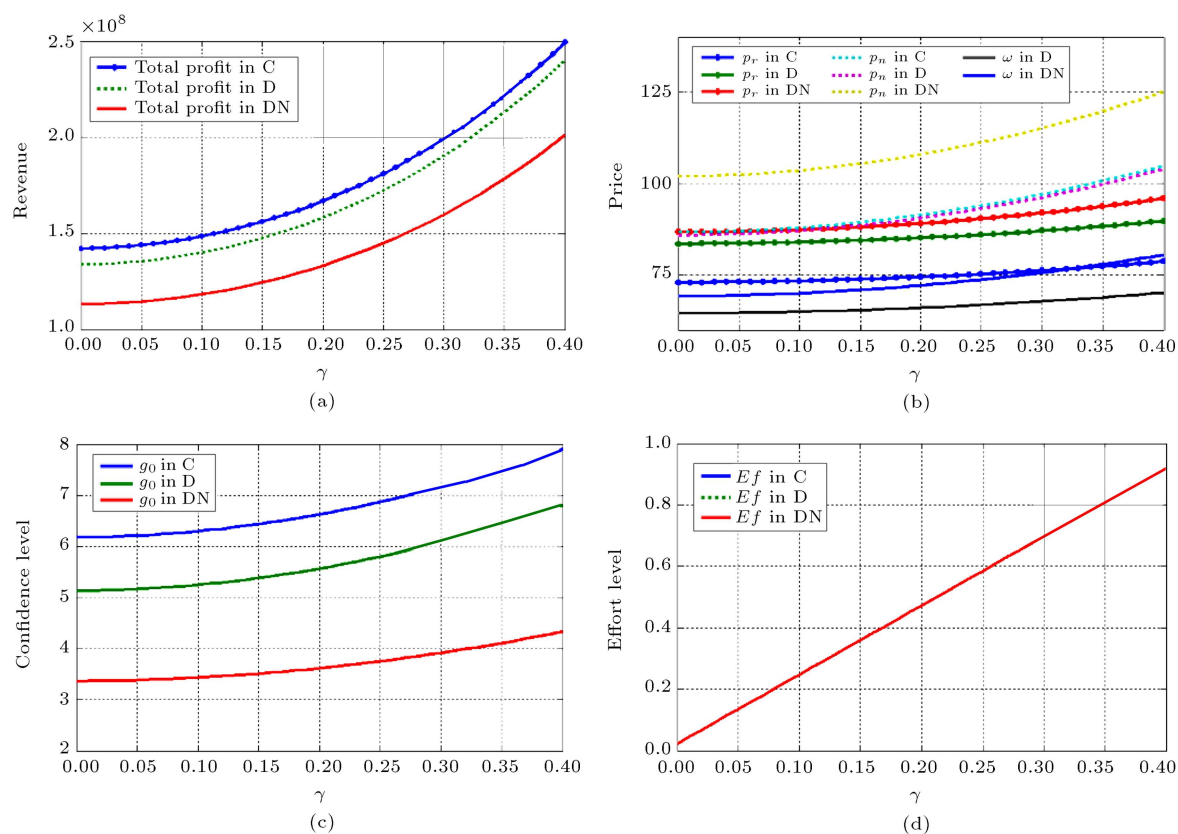 ×10⁸
2.5
2.0
1.5
1.0
Revenue
Total profit in C
Total profit in D
Total profit in DN
0.00 0.05 0.10 0.15 0.20 0.25 0.30 0.35 0.40
γ
(a)
125
100
75
Price
p_r in C p_n in C ω in D
p_r in D p_n in D ω in DN
p_r in DN p_n in DN
0.00 0.05 0.10 0.15 0.20 0.25 0.30 0.35 0.40
γ
(b)
8
7
6
5
4
3
2
Confidence level
g₀ in C
g₀ in D
g₀ in DN
0.00 0.05 0.10 0.15 0.20 0.25 0.30 0.35 0.40
γ
(c)
1.0
0.8
0.6
0.4
0.2
0.0
Effort level
Ef in C
Ef in D
Ef in DN
0.00 0.05 0.10 0.15 0.20 0.25 0.30 0.35 0.40
γ
(d)